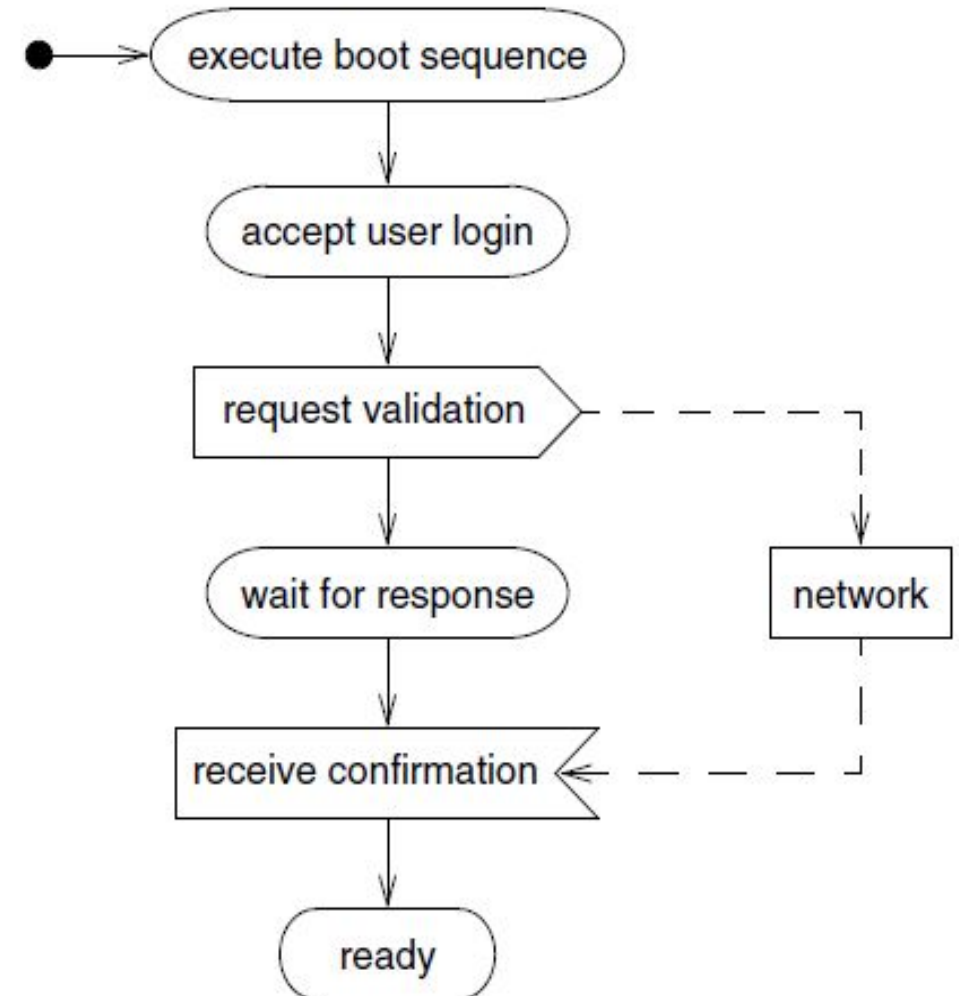 execute boot sequence
accept user login
request validation
wait for response
network
receive confirmation
ready